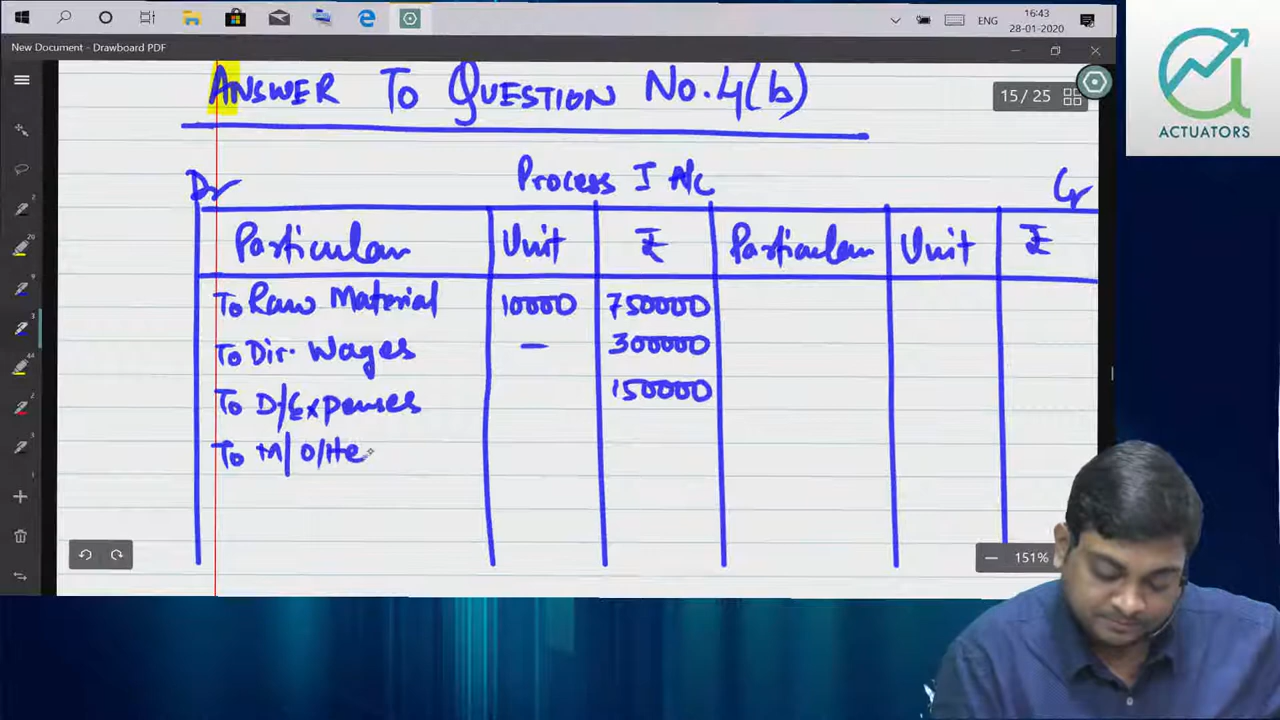 16:43
ENG
28-01-2020
New Document - Drawboard PDF
ANSWER TO QUESTION NO.4(b)
15 / 25
ACTUATORS
Process I A/c
Dr
Cr
Particulars Unit ₹ Particulars Unit ₹
To Raw Material 10000 750000
To Dir. Wages — 300000
To D/Expenses 150000
To M/O/He
151%